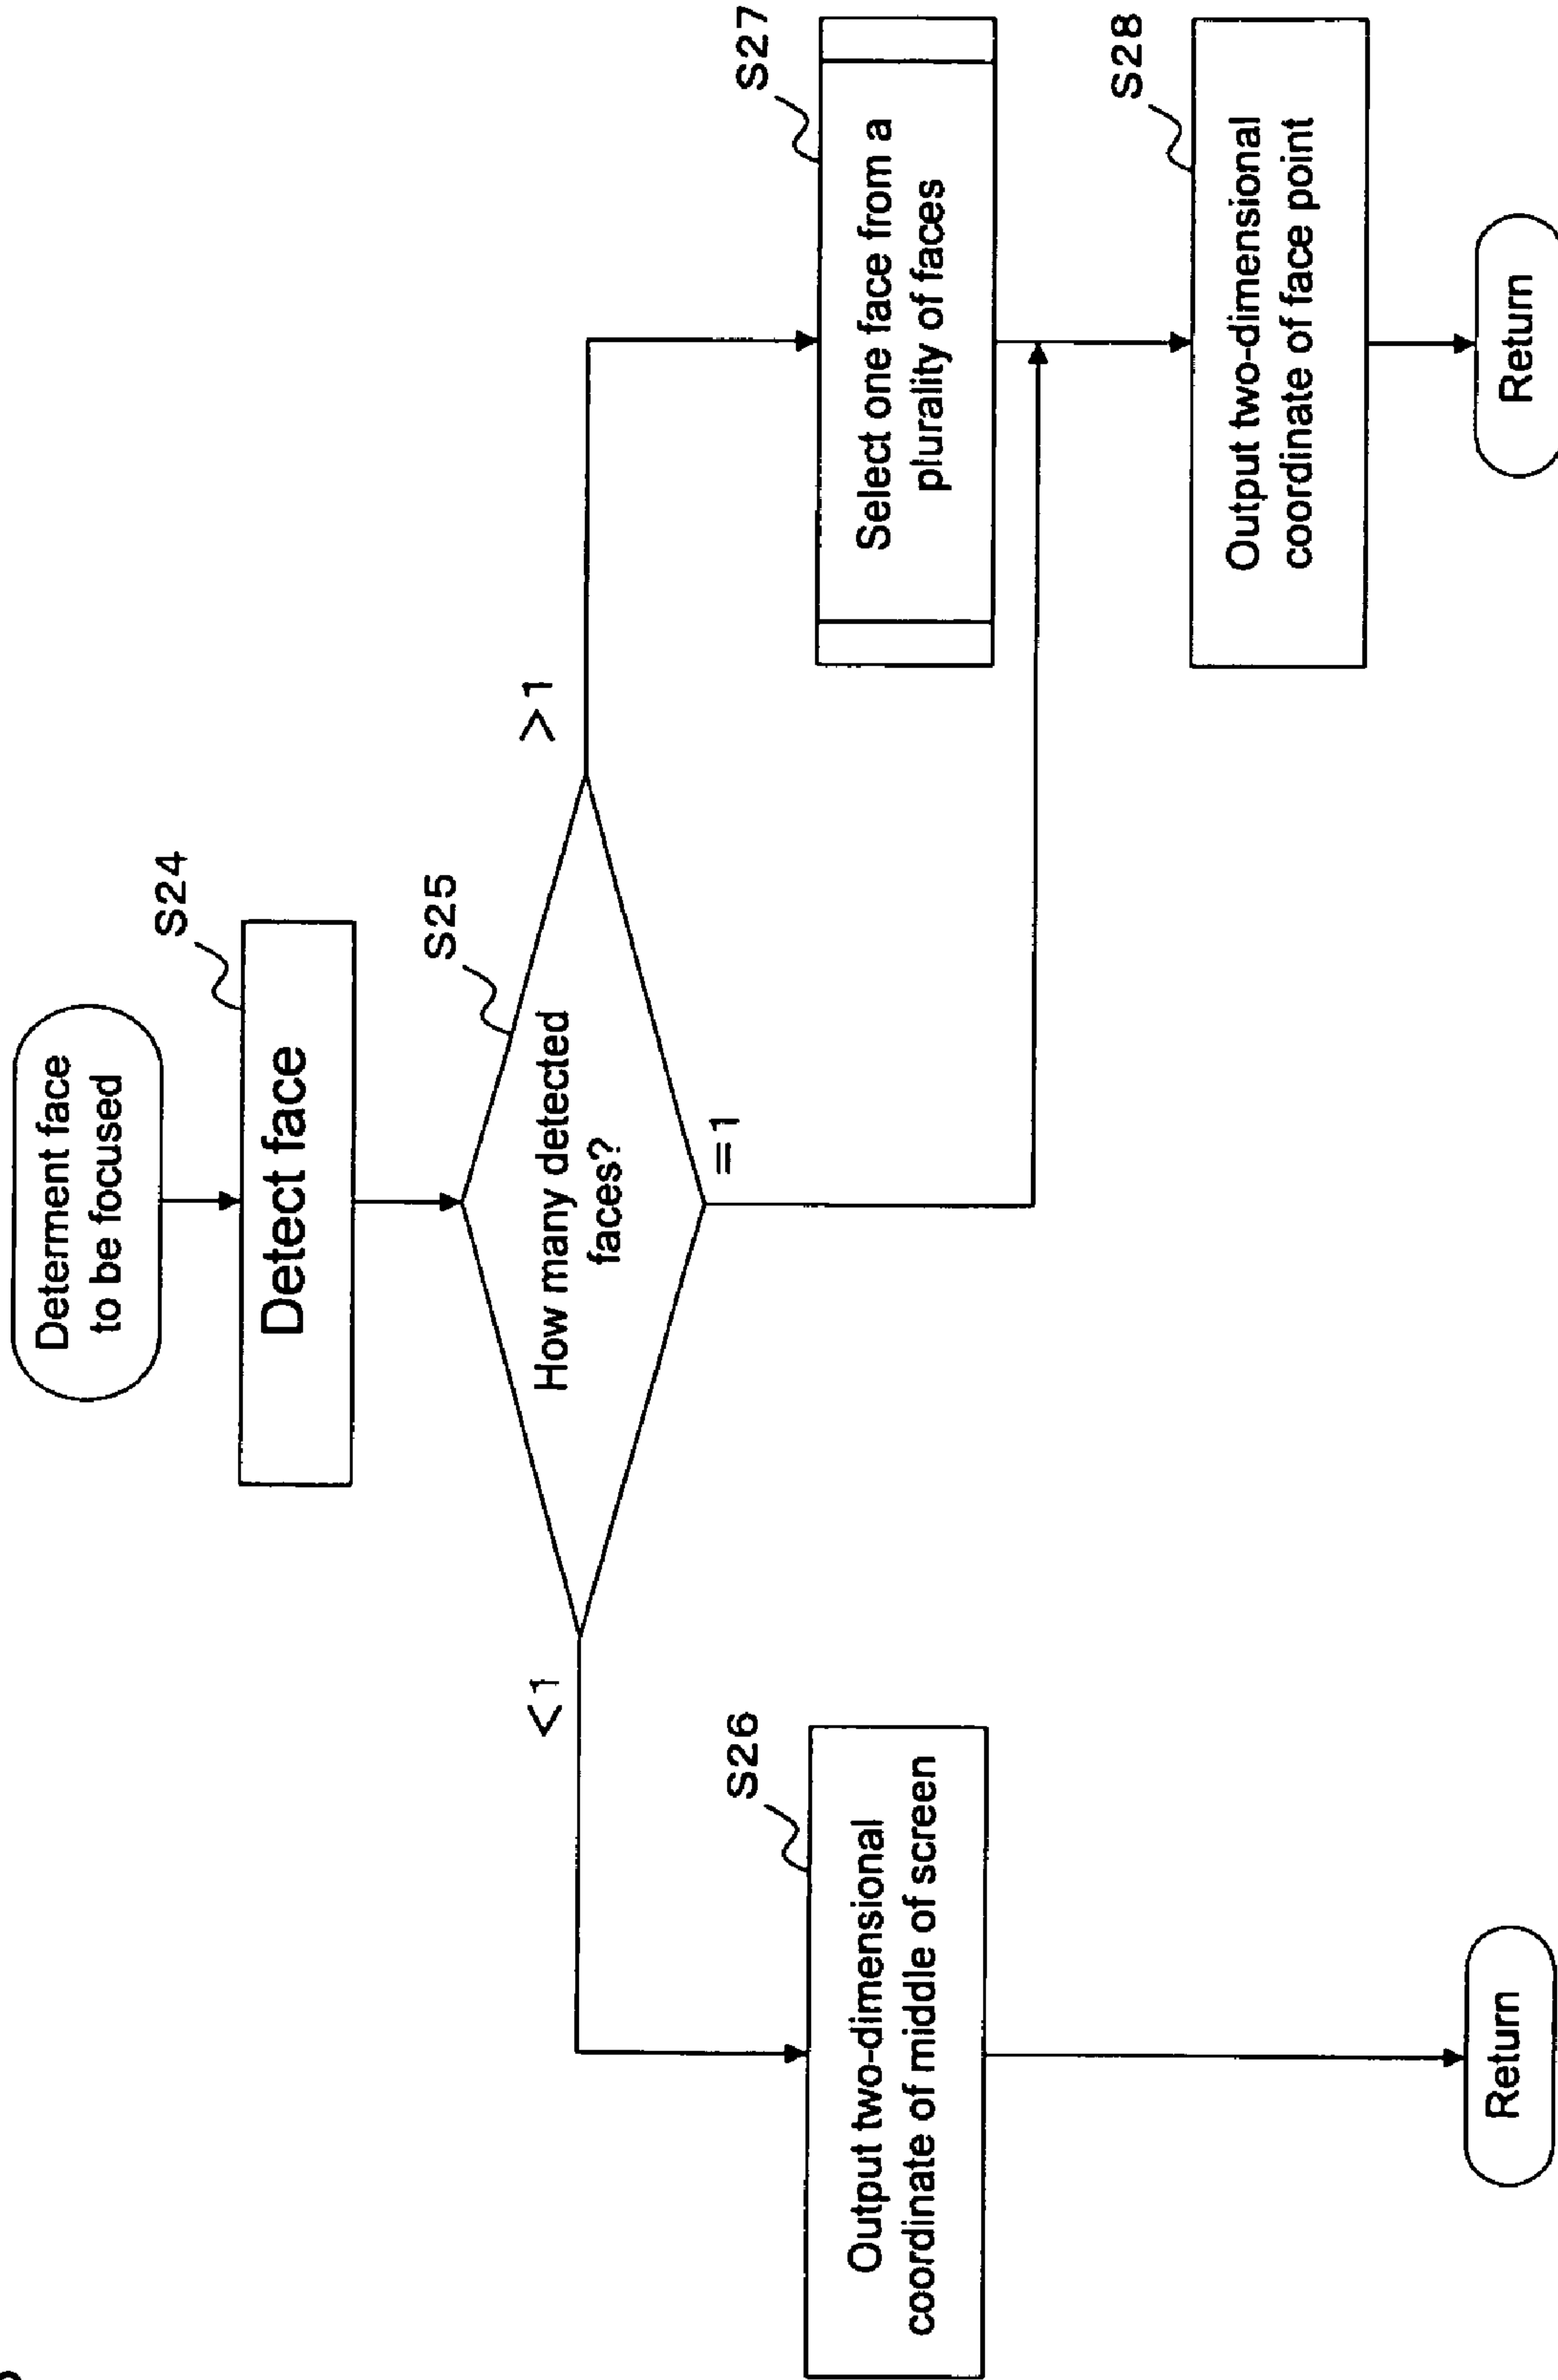 Determent face
to be focused
S24
Detect face
S25
How many detected
faces?
<1
=1
>1
S26
Output two-dimensional
coordinate of middle of screen
Return
S27
Select one face from a
plurality of faces
S28
Output two-dimensional
coordinate of face point
Return